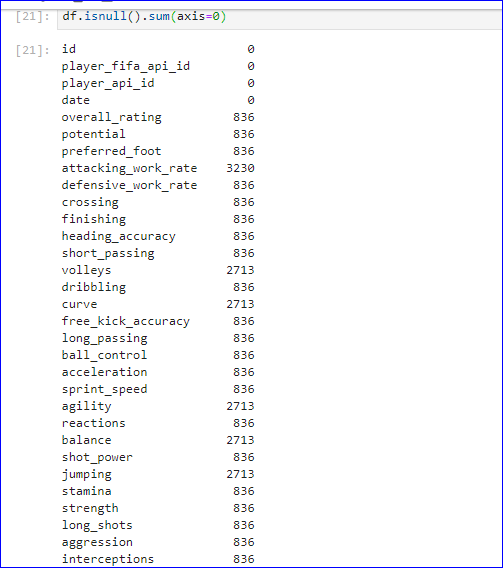 [21]: df.isnull().sum(axis=0)
[21]: id 0
player_fifa_api_id 0
player_api_id 0
date 0
overall_rating 836
potential 836
preferred_foot 836
attacking_work_rate 3230
defensive_work_rate 836
crossing 836
finishing 836
heading_accuracy 836
short_passing 836
volleys 2713
dribbling 836
curve 2713
free_kick_accuracy 836
long_passing 836
ball_control 836
acceleration 836
sprint_speed 836
agility 2713
reactions 836
balance 2713
shot_power 836
jumping 2713
stamina 836
strength 836
long_shots 836
aggression 836
interceptions 836